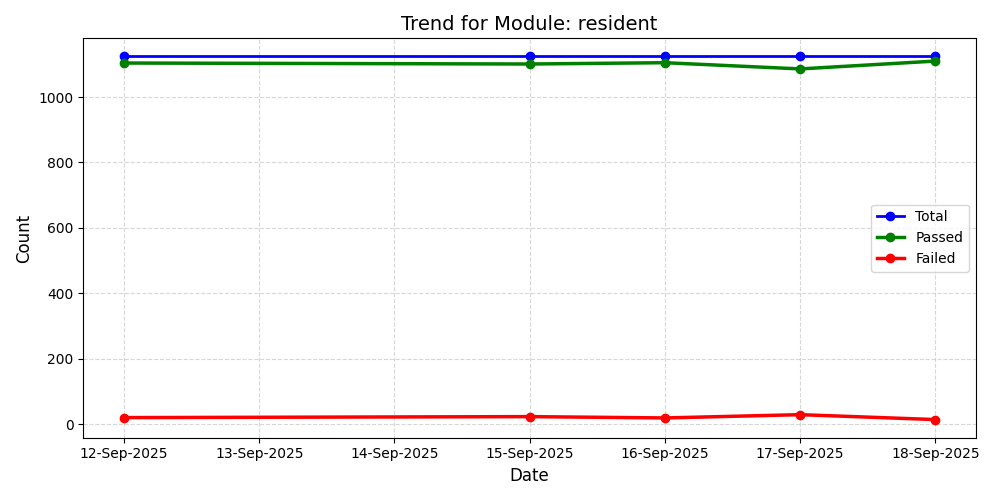 Trend for Module: resident
Count
1000
800
600
400
200
0
Total
Passed
Failed
12-Sep-2025
13-Sep-2025
14-Sep-2025
15-Sep-2025
16-Sep-2025
17-Sep-2025
18-Sep-2025
Date